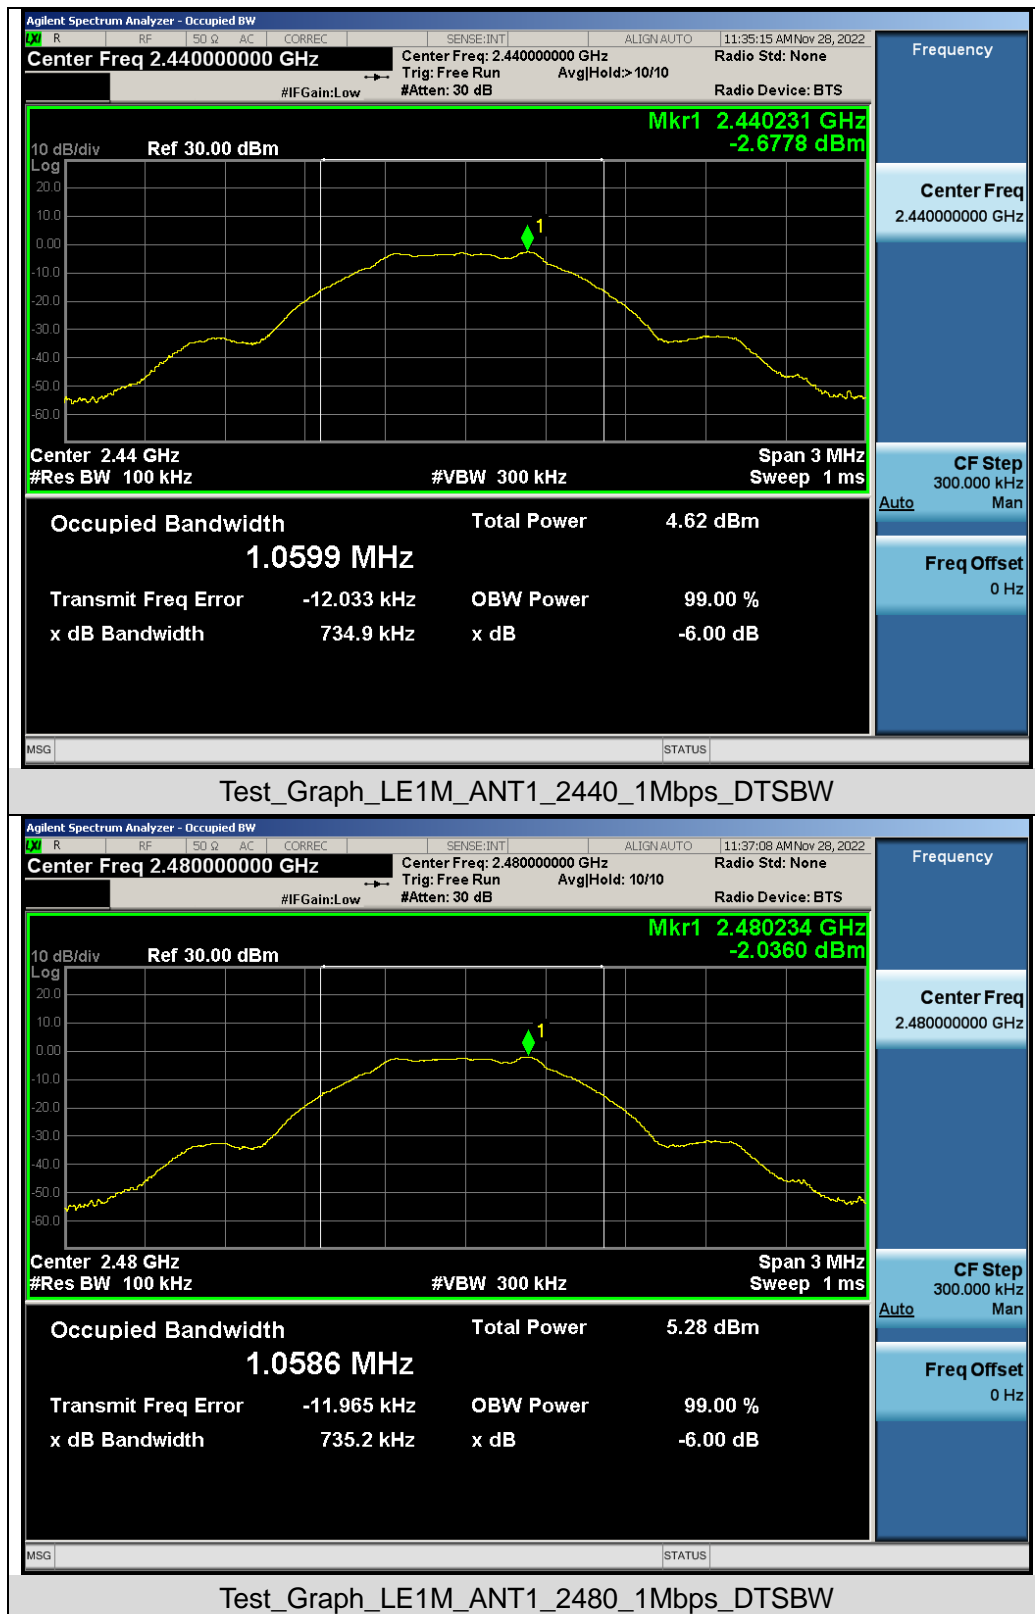 Agilent Spectrum Analyzer - Occupied BW
LXI R RF 50 Ω AC CORREC SENSE:INT ALIGN AUTO 11:35:15 AM Nov 28, 2022
Center Freq 2.440000000 GHz Center Freq: 2.440000000 GHz Radio Std: None Frequency
Trig: Free Run Avg|Hold:> 10/10
#IFGain:Low #Atten: 30 dB Radio Device: BTS
Mkr1 2.440231 GHz
10 dB/div Ref 30.00 dBm -2.6778 dBm
Log
20.0
10.0
0.00
-10.0
-20.0
-30.0
-40.0
-50.0
-60.0
1
Center Freq
2.440000000 GHz
Center 2.44 GHz Span 3 MHz
#Res BW 100 kHz #VBW 300 kHz Sweep 1 ms
CF Step
300.000 kHz
Auto Man
Occupied Bandwidth Total Power 4.62 dBm
1.0599 MHz
Freq Offset
0 Hz
Transmit Freq Error -12.033 kHz OBW Power 99.00 %
x dB Bandwidth 734.9 kHz x dB -6.00 dB
MSG STATUS
Test_Graph_LE1M_ANT1_2440_1Mbps_DTSBW
Agilent Spectrum Analyzer - Occupied BW
LXI R RF 50 Ω AC CORREC SENSE:INT ALIGN AUTO 11:37:08 AM Nov 28, 2022
Center Freq 2.480000000 GHz Center Freq: 2.480000000 GHz Radio Std: None Frequency
Trig: Free Run Avg|Hold: 10/10
#IFGain:Low #Atten: 30 dB Radio Device: BTS
Mkr1 2.480234 GHz
10 dB/div Ref 30.00 dBm -2.0360 dBm
Log
20.0
10.0
0.00
-10.0
-20.0
-30.0
-40.0
-50.0
-60.0
1
Center Freq
2.480000000 GHz
Center 2.48 GHz Span 3 MHz
#Res BW 100 kHz #VBW 300 kHz Sweep 1 ms
CF Step
300.000 kHz
Auto Man
Occupied Bandwidth Total Power 5.28 dBm
1.0586 MHz
Freq Offset
0 Hz
Transmit Freq Error -11.965 kHz OBW Power 99.00 %
x dB Bandwidth 735.2 kHz x dB -6.00 dB
MSG STATUS
Test_Graph_LE1M_ANT1_2480_1Mbps_DTSBW